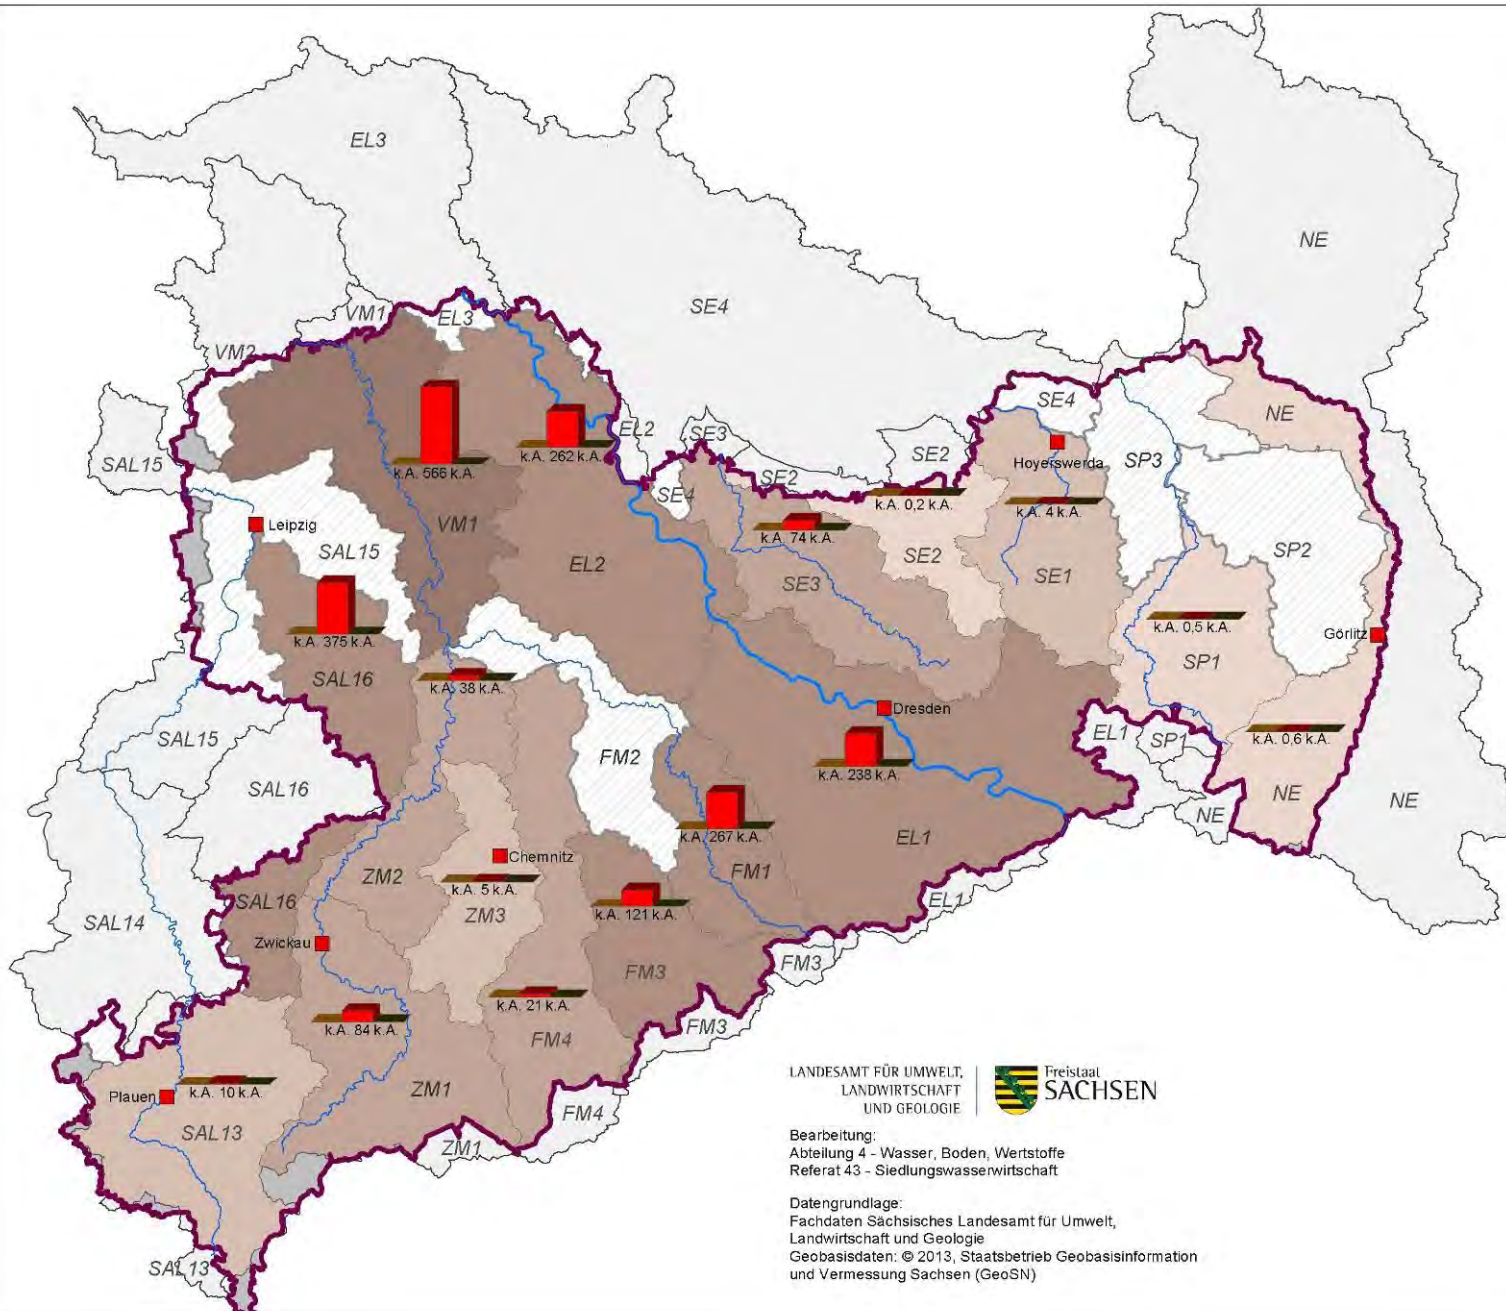 EL3
NE
SE4
VM1
EL3
VM2
SE4
NE
EL2
SE3
SE2
SAL15
Hoyerswerda
SP3
k.A. 262 k.A.
k.A. 566 k.A.
SE2
SE4
k.A. 0,2 k.A.
k.A. 4 k.A.
Leipzig
VM1
k.A. 74 k.A.
SAL15
SE2
SP2
EL2
SE3
SE1
k.A. 375 k.A.
k.A. 0,5 k.A.
Görlitz
SP1
SAL16
k.A. 38 k.A.
Dresden
SAL15
EL1
SP1
k.A. 0,6 k.A.
FM2
k.A. 238 k.A.
SAL16
NE
NE
NE
k.A. 267 k.A.
EL1
Chemnitz
ZM2
FM1
k.A. 5 k.A.
SAL16
EL1
k.A. 121 k.A.
ZM3
SAL14
Zwickau
FM3
FM3
k.A. 21 k.A.
FM3
k.A. 84 k.A.
FM4
Plauen
k.A. 10 k.A.
ZM1
FM4
SAL13
ZM1
SAL13
LANDESAMT FÜR UMWELT,
LANDWIRTSCHAFT
UND GEOLOGIE
Freistaat
SACHSEN
Bearbeitung:
Abteilung 4 - Wasser, Boden, Wertstoffe
Referat 43 - Siedlungswasserwirtschaft
Datengrundlage:
Fachdaten Sächsisches Landesamt für Umwelt,
Landwirtschaft und Geologie
Geobasisdaten: © 2013, Staatsbetrieb Geobasisinformation
und Vermessung Sachsen (GeoSN)